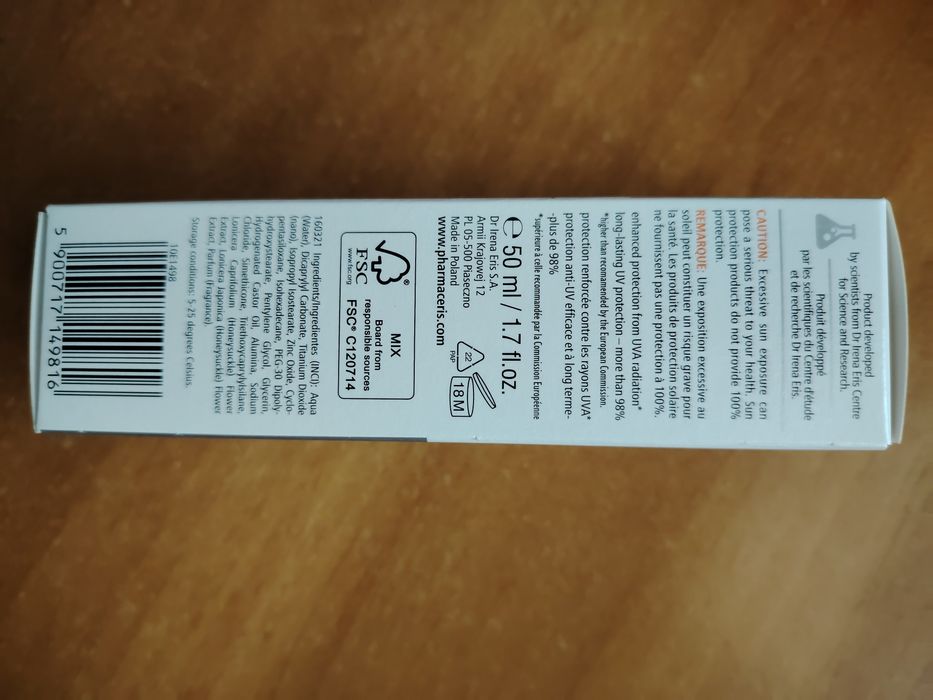 Product developed
by scientists from Dr Irena Eris Centre
for Science and Research.
Produit développé
par les scientifiques du Centre d'étude
et de recherche Dr Irena Eris.
CAUTION: Excessive sun exposure can
pose a serious threat to your health. Sun
protection products do not provide 100%
protection.
REMARQUE: Une exposition excessive au
soleil peut constituer un risque grave pour
la santé. Les produits de protection solaire
ne fournissent pas une protection à 100%.
enhanced protection from UVA radiation*
long-lasting UV protection – more than 98%
*higher than recommended by the European Commission.
protection renforcée contre les rayons UVA*
protection anti-UV efficace et à long terme-
-plus de 98%
*supérieure à celle recommandée par la Commission Européenne
℮ 50 ml / 1.7 fl.oz.
Dr Irena Eris S.A.
Armii Krajowej 12
PL 05-500 Piaseczno
Made in Poland
www.pharmaceris.com
22
PAP
18M
®
FSC
www.fsc.org
MIX
Board from
responsible sources
FSC® C120714
160321 Ingredients/Ingredientes (INCI): Aqua
(Water), Dicaprylyl Carbonate, Titanium Dioxide
(nano), Isopropyl Isostearate, Zinc Oxide, Cyclo-
pentasiloxane, Isohexadecane, PEG-30 Dipoly-
hydroxystearate, Pentylene Glycol, Glycerin,
Hydrogenated Castor Oil, Alumina, Sodium
Chloride, Simethicone, Triethoxycaprylylsilane,
Lonicera Caprifolium (Honeysuckle) Flower
Extract, Lonicera Japonica (Honeysuckle) Flower
Extract, Parfum (Fragrance).
Storage conditions: 5-25 degrees Celsius.
10E1498
5 900717 149816